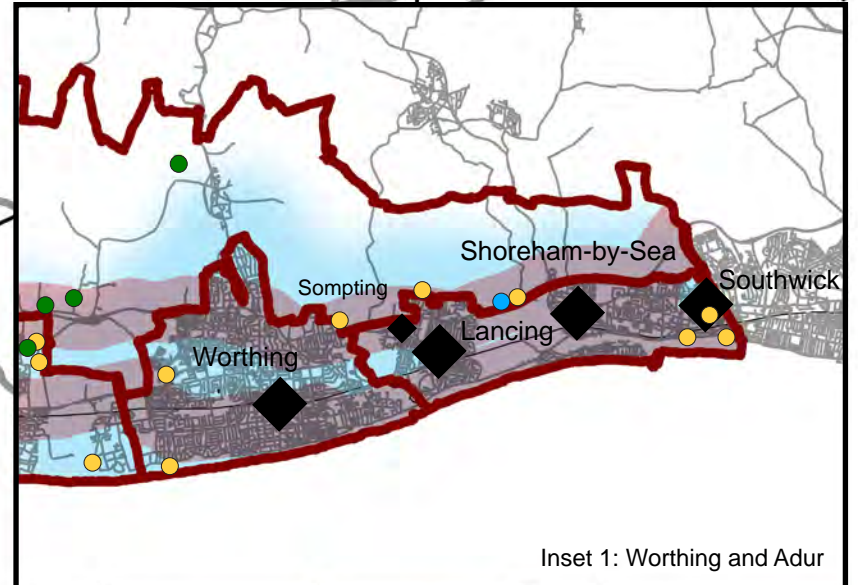 Shoreham-by-Sea
Southwick
Sompting
Lancing
Worthing
Inset 1: Worthing and Adur